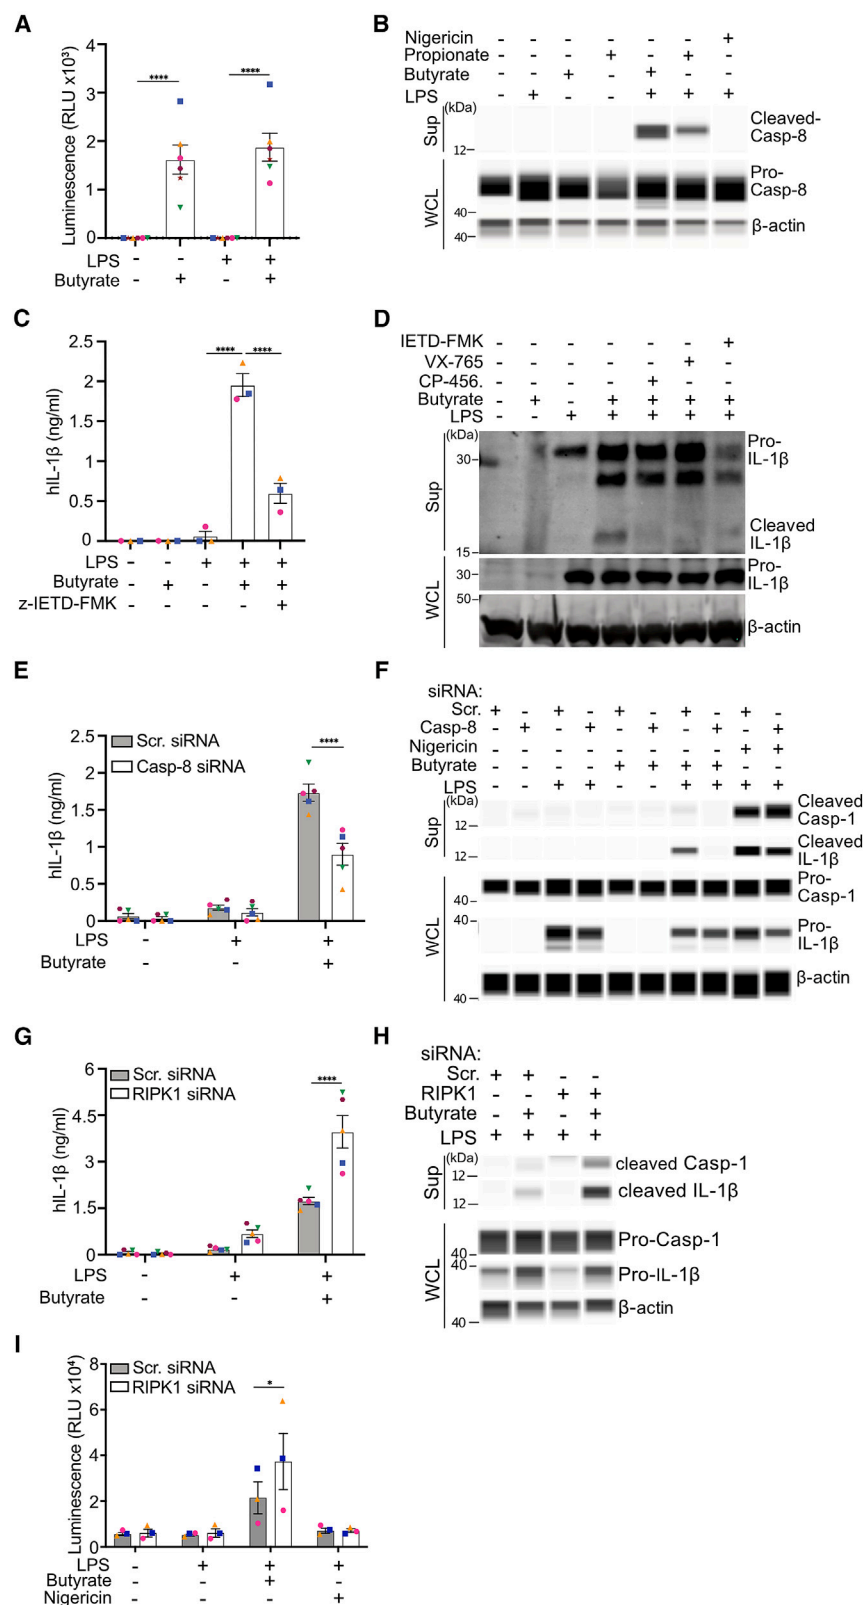 A
Luminescence (RLU x10³)
4
3
2
1
0
**** ****
LPS - - + +
Butyrate - + - +
B
Nigericin - - - - - - +
Propionate - - - + - + -
Butyrate - - + - + - -
LPS - + - - + + +
(kDa)
Sup
Cleaved-
Casp-8
12
WCL
Pro-
Casp-8
40
β-actin
40
C
hIL-1β (ng/ml)
2.5
2
1.5
1
0.5
0
**** ****
LPS - - + + +
Butyrate - + - + +
z-IETD-FMK - - - - +
D
IETD-FMK - - - - - - +
VX-765 - - - - - + -
CP-456. - - - - + - -
Butyrate - + - + + + +
LPS - - + + + + +
(kDa)
Sup
Pro-
IL-1β
30
Cleaved
IL-1β
15
WCL
Pro-
IL-1β
30
50
β-actin
E
hIL-1β (ng/ml)
2.5
2
1.5
1
0.5
0
Scr. siRNA
Casp-8 siRNA
****
LPS - + +
Butyrate - - +
F
siRNA:
Scr. + - + - + - + - + -
Casp-8 - + - + - + - + - +
Nigericin - - - - - - - - + +
Butyrate - - - - + + + + - -
LPS - - + + - - + + + +
(kDa)
Sup
Cleaved
Casp-1
12
Cleaved
IL-1β
12
WCL
Pro-
Casp-1
40
40
Pro-
IL-1β
β-actin
40
G
hIL-1β (ng/ml)
6
4.5
3
1.5
0
Scr. siRNA
RIPK1 siRNA
****
LPS - + +
Butyrate - - +
H
siRNA:
Scr. + + - -
RIPK1 - - + +
Butyrate - + - +
LPS + + + +
(kDa)
Sup
cleaved Casp-1
12
cleaved IL-1β
12
WCL
Pro-Casp-1
40
40
Pro-IL-1β
β-actin
40
I
Luminescence (RLU x10⁴)
8
6
4
2
0
Scr. siRNA
RIPK1 siRNA
*
LPS - + + +
Butyrate - - + -
Nigericin - - - +